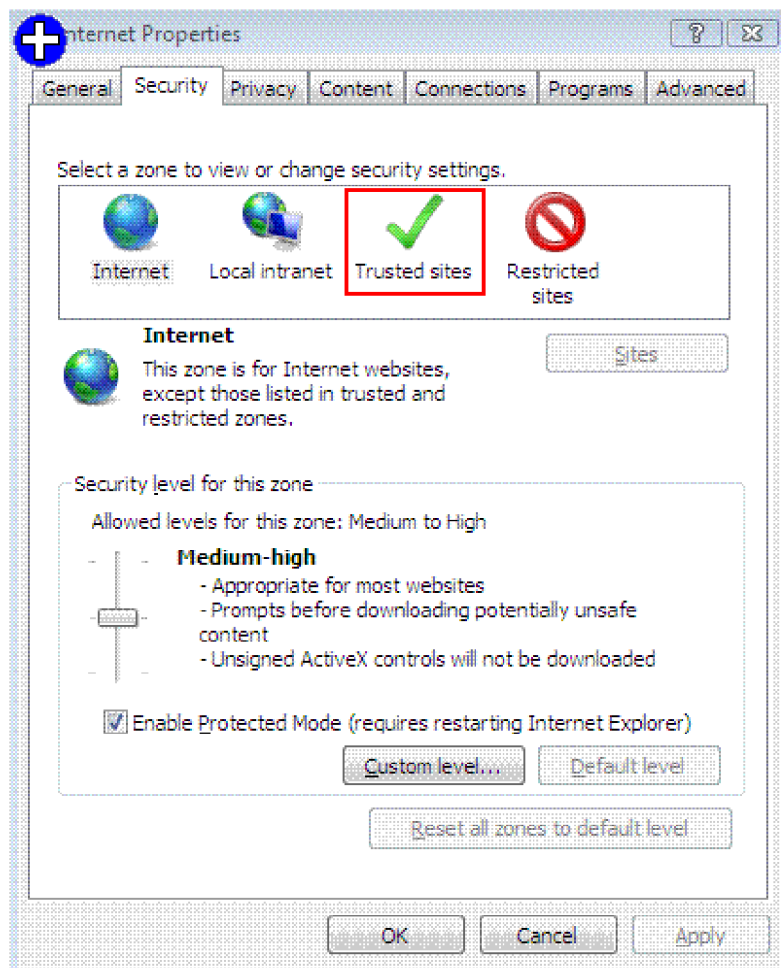 nternet Properties
General Security Privacy Content Connections Programs Advanced
Select a zone to view or change security settings.
Internet Local intranet Trusted sites Restricted sites
Internet
Sites
This zone is for Internet websites,
except those listed in trusted and
restricted zones.
Security level for this zone
Allowed levels for this zone: Medium to High
Medium-high
- Appropriate for most websites
- Prompts before downloading potentially unsafe
content
- Unsigned ActiveX controls will not be downloaded
Enable Protected Mode (requires restarting Internet Explorer)
Custom level... Default level
Reset all zones to default level
OK Cancel Apply